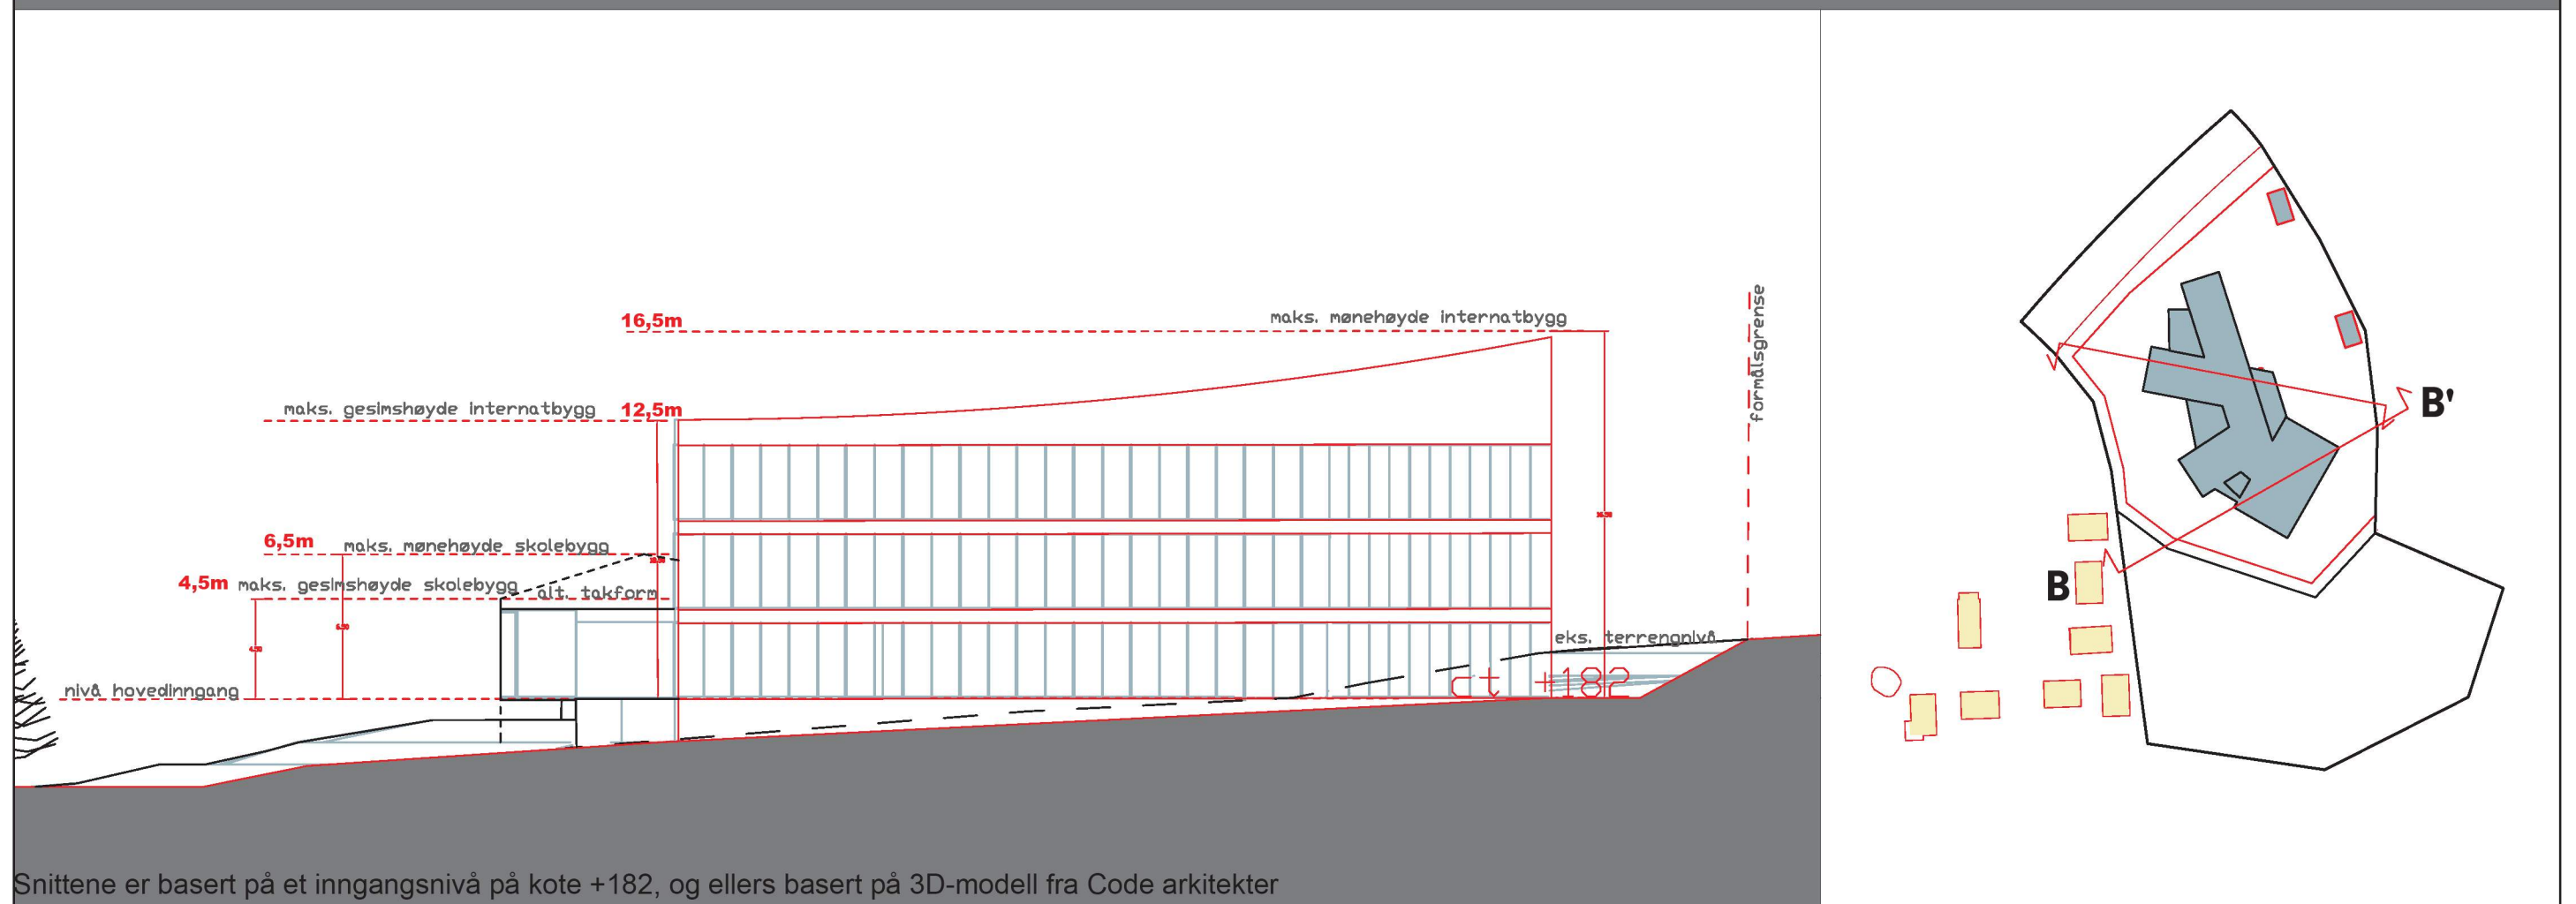 16,5m
maks. mønehøyde internatbygg
formålsgrense
maks. gesimshøyde internatbygg
12,5m
B'
6,5m
maks. mønehøyde skolebygg
4,5m
maks. gesimshøyde skolebygg
alt. takform
B
eks. terrengnivå
ct +182
nivå hovedinngang
Snittene er basert på et inngangsnivå på kote +182, og ellers basert på 3D-modell fra Code arkitekter